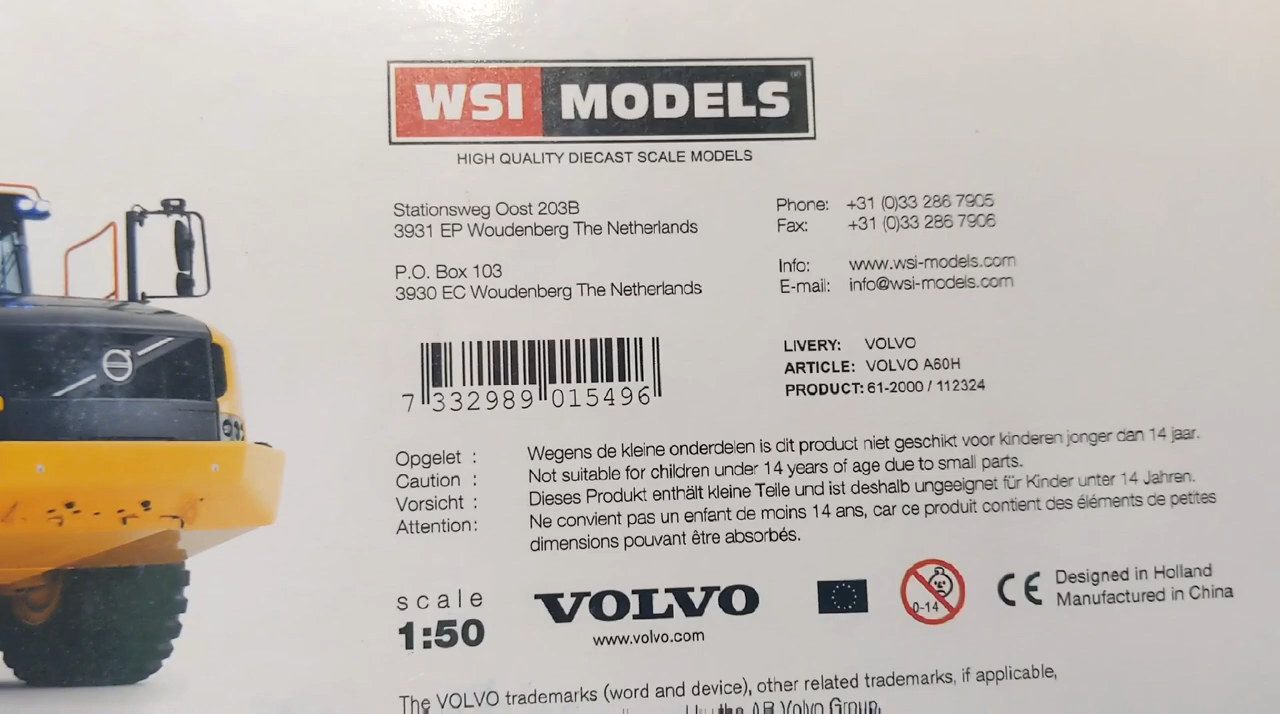 WSI MODELS®
HIGH QUALITY DIECAST SCALE MODELS
Stationsweg Oost 203B
3931 EP Woudenberg The Netherlands
P.O. Box 103
3930 EC Woudenberg The Netherlands
Phone: +31 (0)33 286 7905
Fax: +31 (0)33 286 7906
Info: www.wsi-models.com
E-mail: info@wsi-models.com
7 332989 015496
LIVERY: VOLVO
ARTICLE: VOLVO A60H
PRODUCT: 61-2000 / 112324
Opgelet : Wegens de kleine onderdelen is dit product niet geschikt voor kinderen jonger dan 14 jaar.
Caution : Not suitable for children under 14 years of age due to small parts.
Vorsicht : Dieses Produkt enthält kleine Teile und ist deshalb ungeeignet für Kinder unter 14 Jahren.
Attention: Ne convient pas un enfant de moins 14 ans, car ce produit contient des éléments de petites
dimensions pouvant être absorbés.
scale
1:50
VOLVO
www.volvo.com
0-14
CE
Designed in Holland
Manufactured in China
The VOLVO trademarks (word and device), other related trademarks, if applicable,
by the AB Volvo Group.